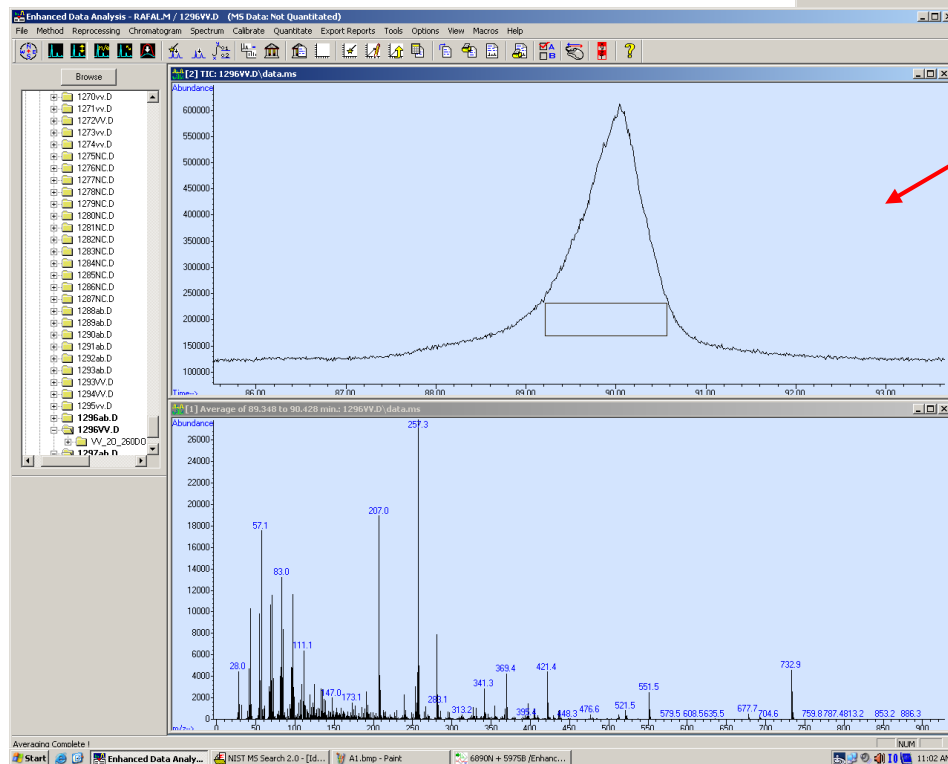 Enhanced Data Analysis - RAFAL.M / 1296VV.D (MS Data: Not Quantitated)
File Method Reprocessing Chromatogram Spectrum Calibrate Quantitate Export Reports Tools Options View Macros Help
Browse
1270vv.D
1271vv.D
1272VV.D
1273vv.D
1274vv.D
1275NC.D
1276NC.D
1277NC.D
1278NC.D
1279NC.D
1280NC.D
1281NC.D
1282NC.D
1283NC.D
1284NC.D
1285NC.D
1286NC.D
1287NC.D
1288ab.D
1289ab.D
1290ab.D
1291ab.D
1292ab.D
1293ab.D
1293VV.D
1294VV.D
1295vv.D
1296ab.D
1296VV.D
VV_20_260DO
1297ab.D
[2] TIC: 1296VV.D\data.ms
Abundance
600000
550000
500000
450000
400000
350000
300000
250000
200000
150000
100000
Time-->
86.00 87.00 88.00 89.00 90.00 91.00 92.00 93.00
[1] Average of 89.348 to 90.428 min.: 1296VV.D\data.ms
Abundance
26000
24000
22000
20000
18000
16000
14000
12000
10000
8000
6000
4000
2000
0
257.3
207.0
57.1
83.0
111.1
28.0
147.0
173.1
283.1
313.2
341.3
369.4
421.4
448.3
476.6
521.5
551.5
579.5
608.5
635.5
677.7
704.6
732.9
759.8
787.4
813.2
853.2
886.3
m/z-->
0 50 100 150 200 250 300 350 400 450 500 550 600 650 700 750 800 850 900
Averaging Complete !
NUM
Start
Enhanced Data Analy...
NIST MS Search 2.0 - [Id...
A1.bmp - Paint
6890N + 5975B /Enhanc...
11:02 AM